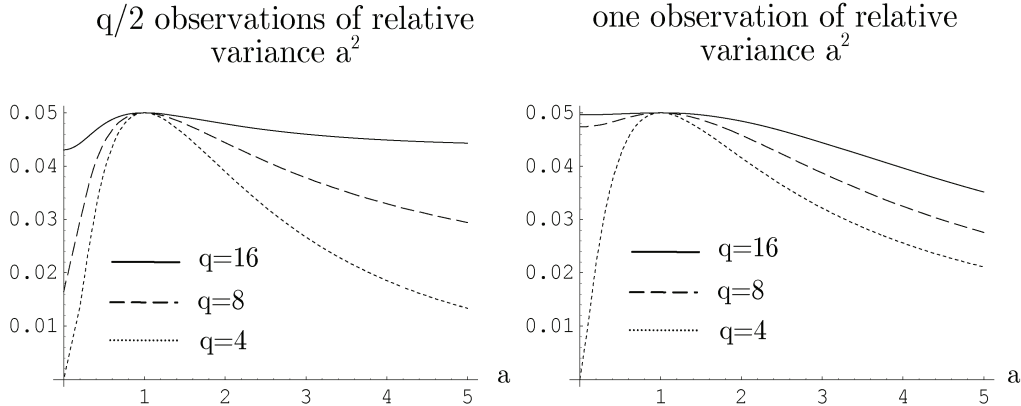 q/2 observations of relative
variance a²
0.05
0.04
0.03
0.02
0.01
q=16
q=8
q=4
1 2 3 4 5
a
one observation of relative
variance a²
0.05
0.04
0.03
0.02
0.01
q=16
q=8
q=4
1 2 3 4 5
a